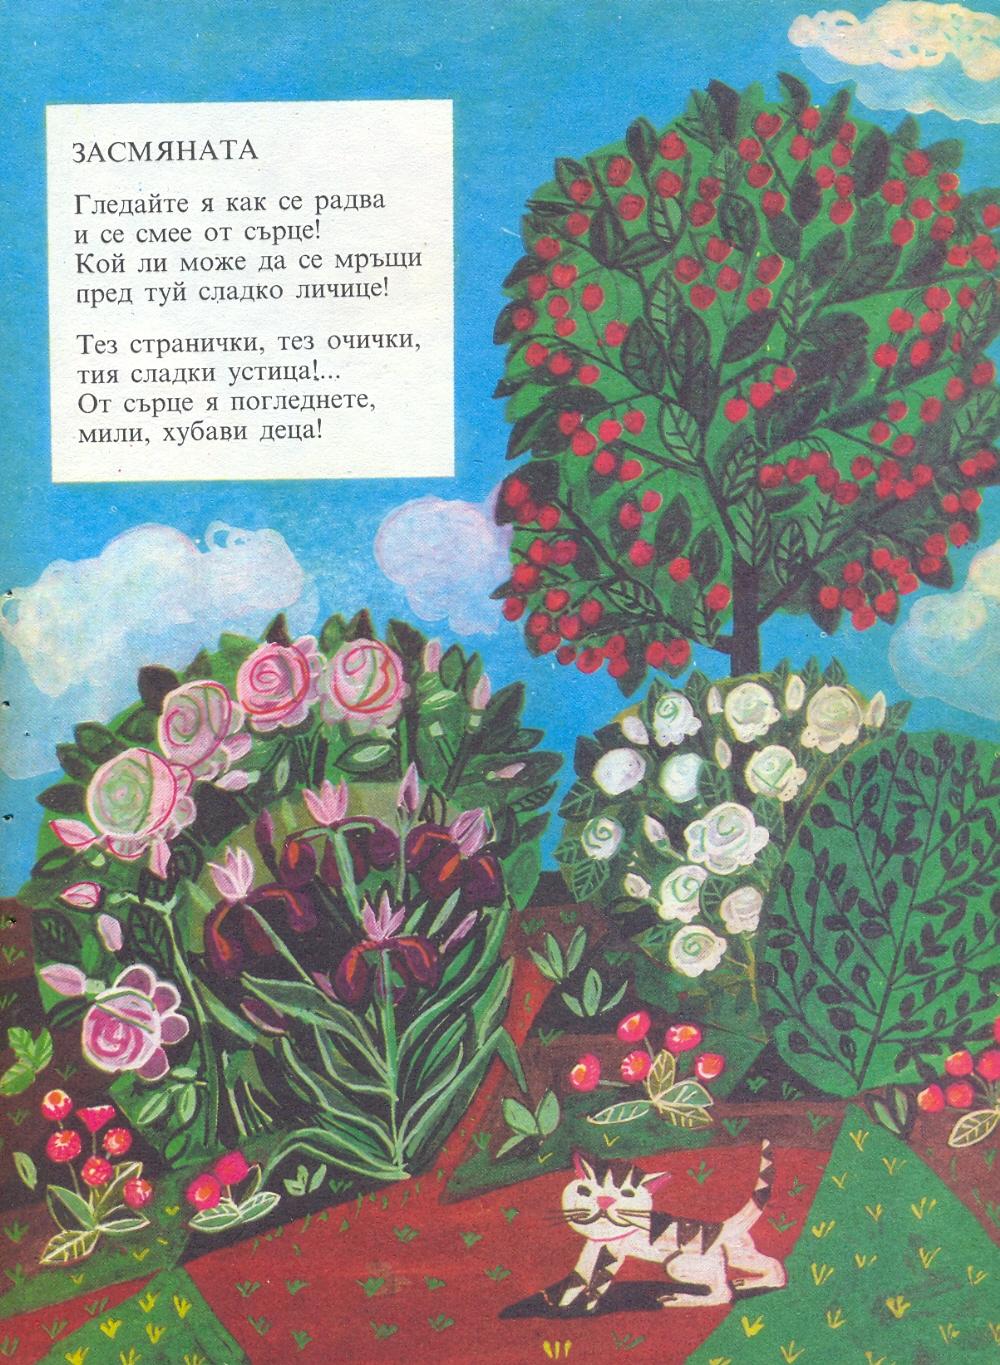 ЗАСМЯНАТА
Гледайте я как се радва
и се смее от сърце!
Кой ли може да се мръщи
пред туй сладко личице!
Тез странички, тез очички,
тия сладки устица!...
От сърце я погледнете,
мили, хубави деца!